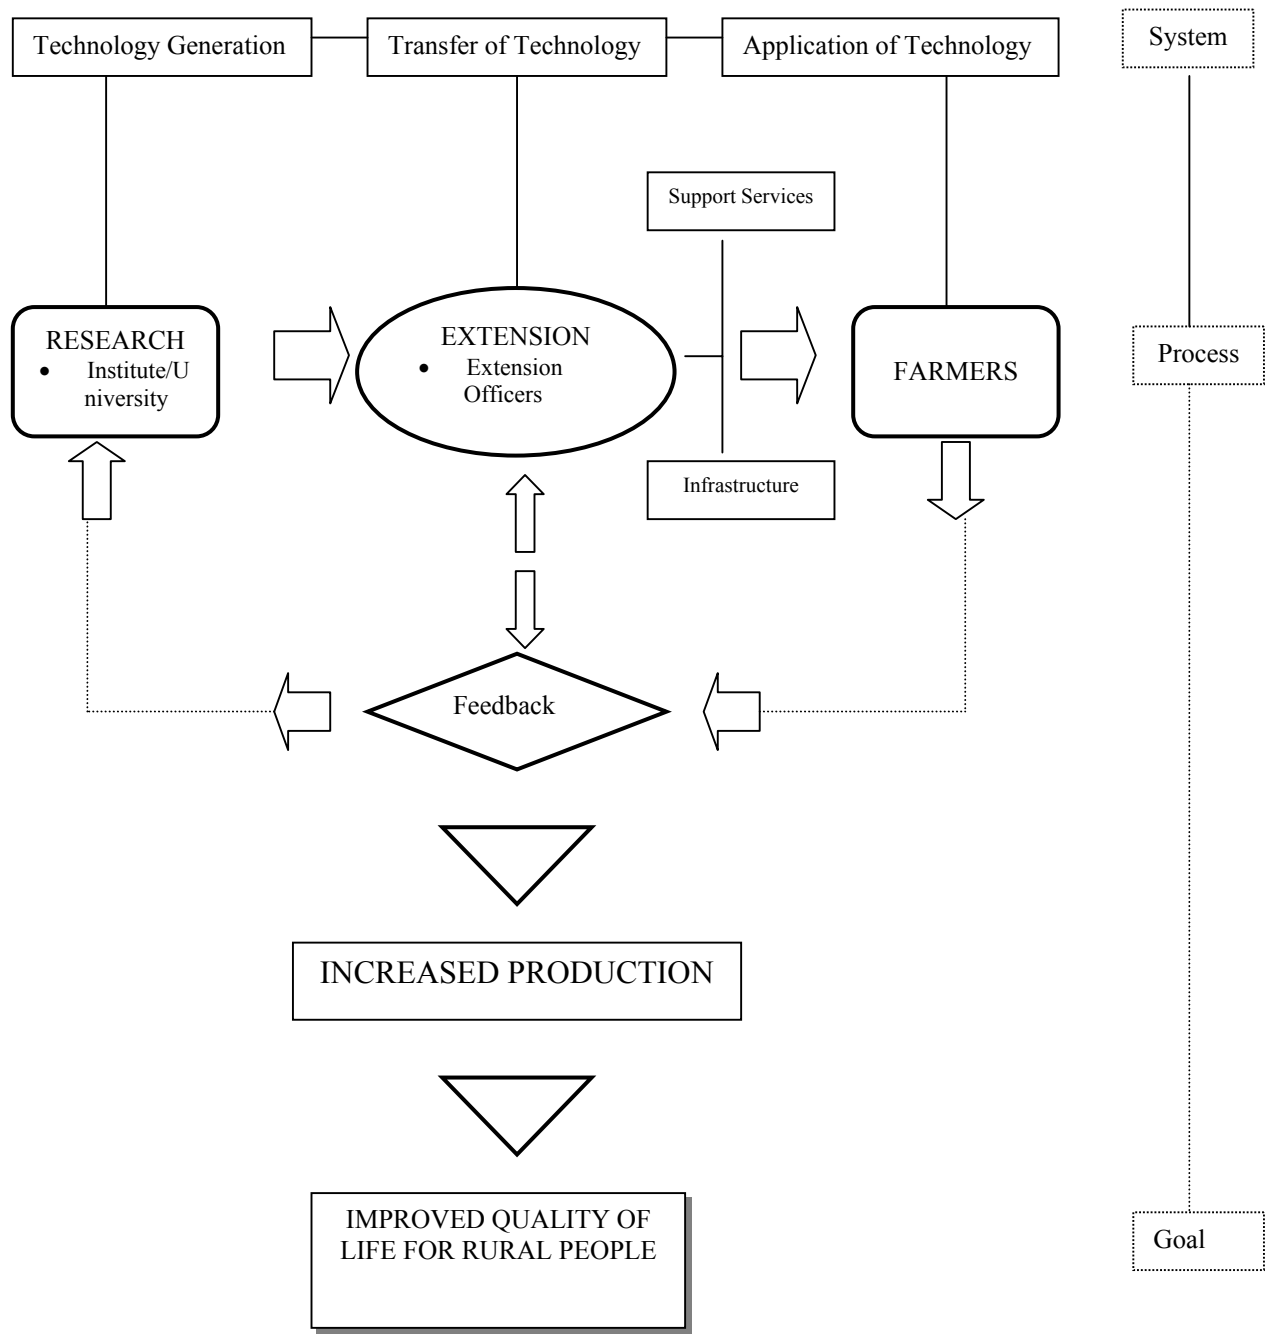 Technology Generation
Transfer of Technology
Application of Technology
System
Support Services
RESEARCH
• Institute/U
niversity
EXTENSION
• Extension
Officers
FARMERS
Process
Infrastructure
Feedback
INCREASED PRODUCTION
IMPROVED QUALITY OF
LIFE FOR RURAL PEOPLE
Goal